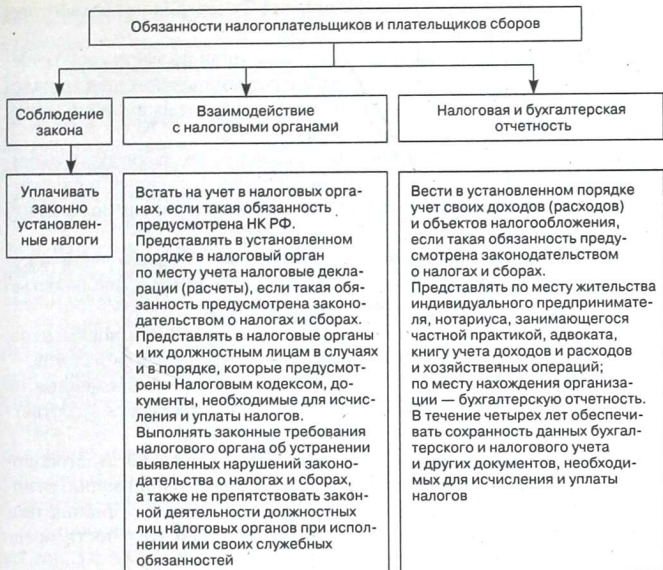 Обязанности налогоплательщиков и плательщиков сборов
Соблюдение
закона
Взаимодействие
с налоговыми органами
Налоговая и бухгалтерская
отчетность
Уплачивать
законно
установлен-
ные налоги
Встать на учет в налоговых орга-
нах, если такая обязанность
предусмотрена НК РФ.
Представлять в установленном
порядке в налоговый орган
по месту учета налоговые декла-
рации (расчеты), если такая обя-
занность предусмотрена законо-
дательством о налогах и сборах.
Представлять в налоговые органы
и их должностным лицам в случаях
и в порядке, которые предусмот-
рены Налоговым кодексом, до-
кументы, необходимые для исчис-
ления и уплаты налогов.
Выполнять законные требования
налогового органа об устранении
выявленных нарушений законо-
дательства о налогах и сборах,
а также не препятствовать закон-
ной деятельности должностных
лиц налоговых органов при испол-
нении ими своих служебных
обязанностей
Вести в установленном порядке
учет своих доходов (расходов)
и объектов налогообложения,
если такая обязанность преду-
смотрена законодательством
о налогах и сборах.
Представлять по месту жительства
индивидуального предпринимате-
ля, нотариуса, занимающегося
частной практикой, адвоката,
книгу учета доходов и расходов
и хозяйственных операций;
по месту нахождения организа-
ции — бухгалтерскую отчетность.
В течение четырех лет обеспечи-
вать сохранность данных бухгал-
терского и налогового учета
и других документов, необходи-
мых для исчисления и уплаты
налогов